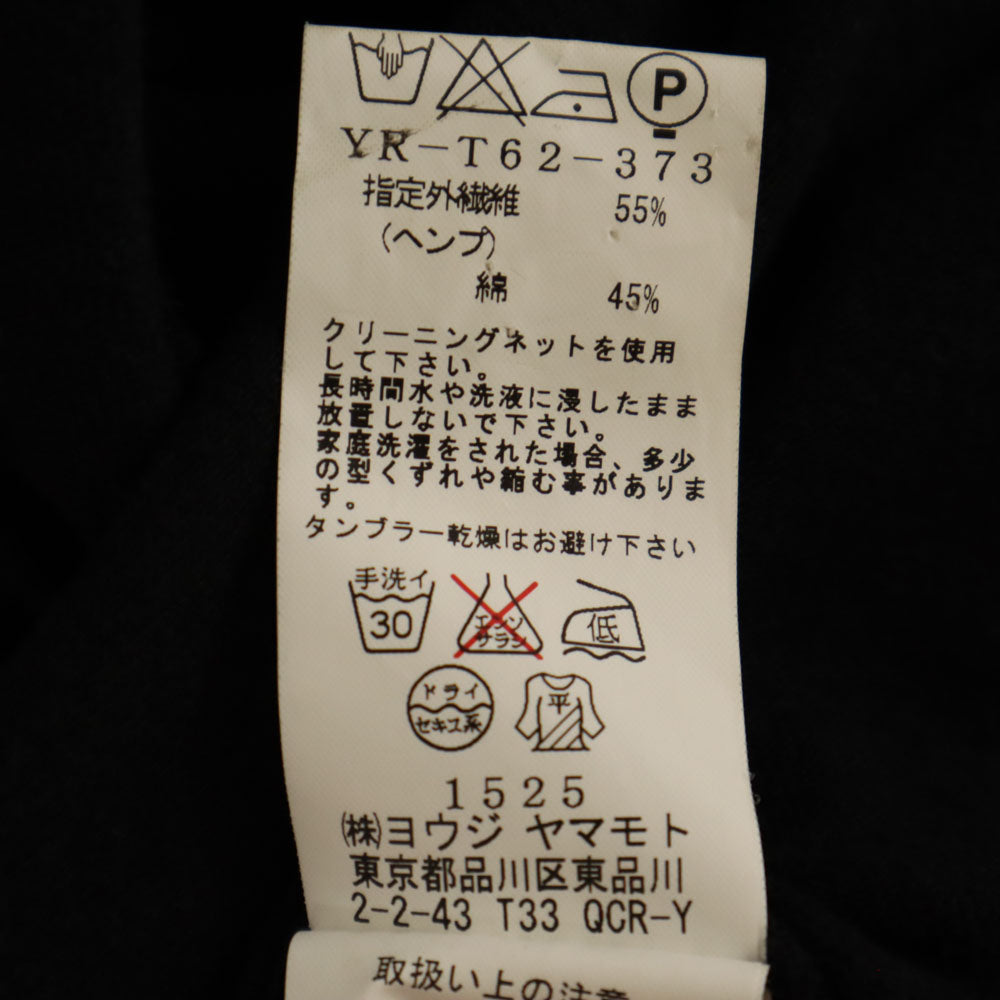 P
YR-T62-373
指定外繊維 55%
(ヘンプ)
綿 45%
クリーニングネットを使用
して下さい。
長時間水や洗液に浸したまま
放置しないで下さい。
家庭洗濯をされた場合、多少
の型くずれや縮む事がありま
す。
タンブラー乾燥はお避け下さい
手洗イ
30
エンソ
サラシ
低
ドライ
セキユ系
平
1525
㈱ヨウジ ヤマモト
東京都品川区東品川
2-2-43 T33 QCR-Y
取扱い上の注意